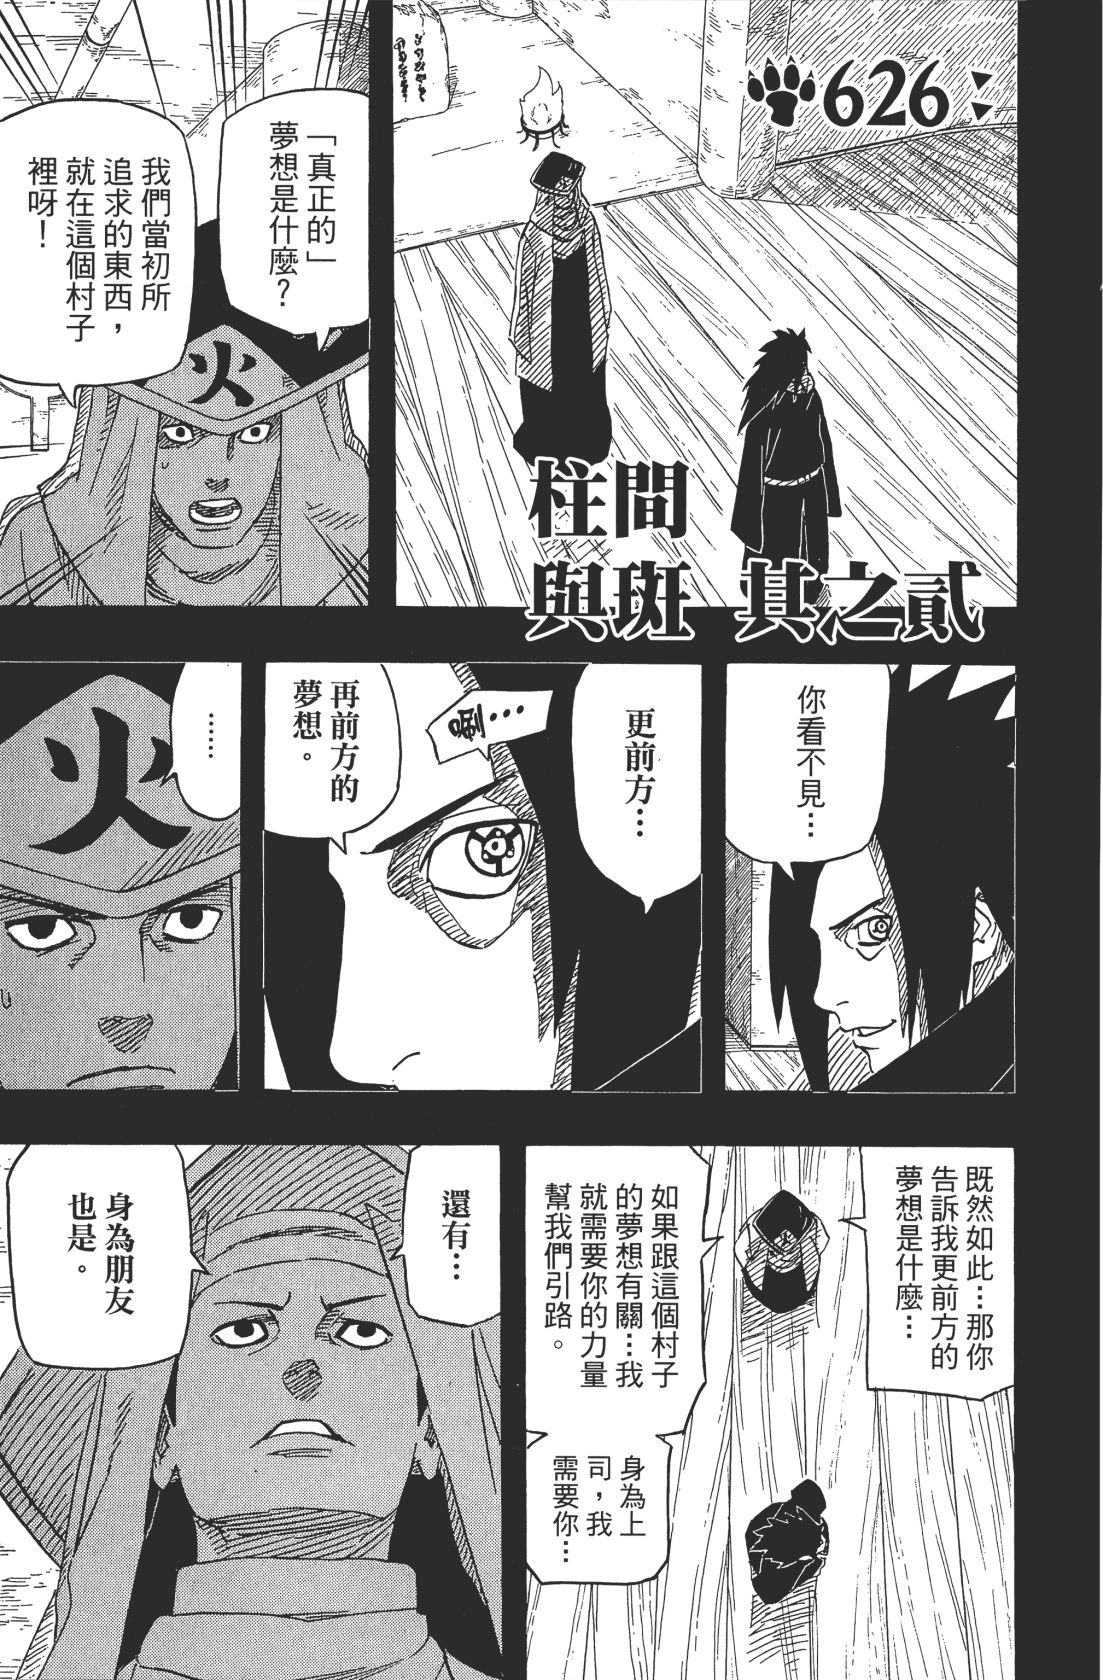 626：
柱間
與斑 其之貳
「真正的」
夢想是什麼？
我們當初所
追求的東西，
就在這個村子
裡呀！
火
你看不見…
更前方…
再前方的
夢想。
……
火
既然如此…那你
告訴我更前方的
夢想是什麼…
如果跟這個村子
的夢想有關…我
就需要你的力量
幫我們引路。
身為上
司，我
需要你…
還有…
身為朋友
也是。